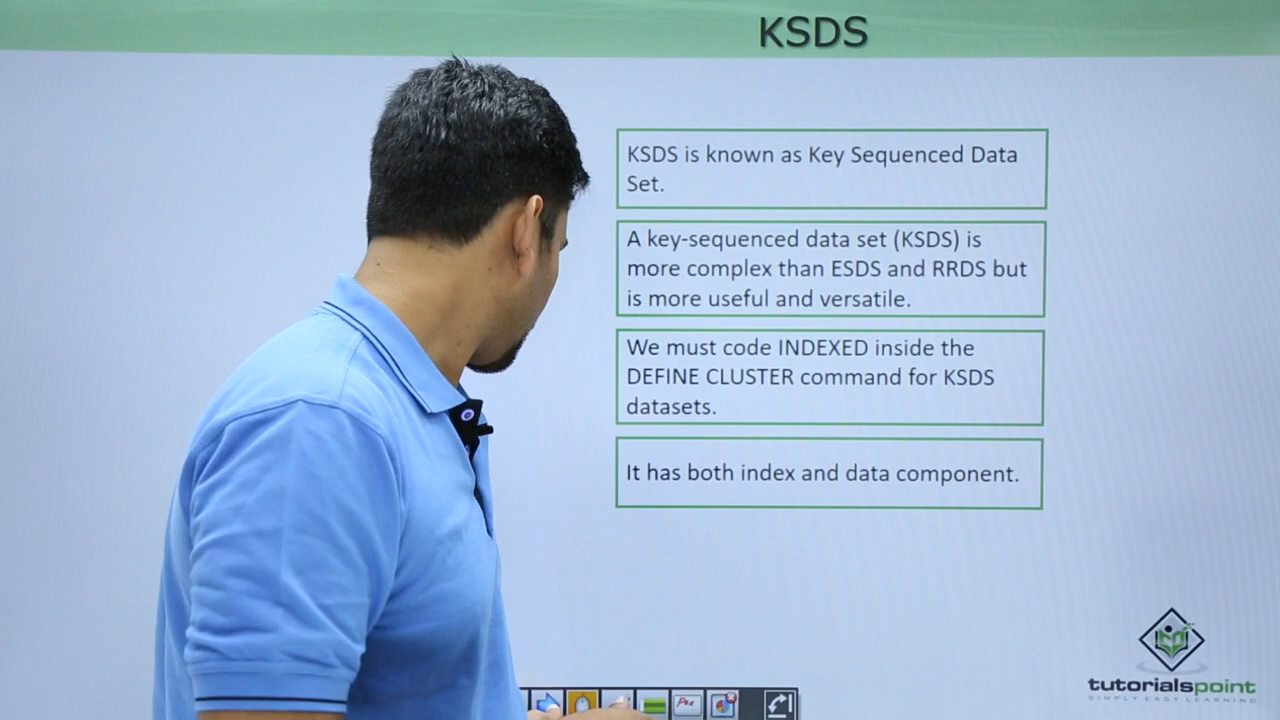 KSDS
KSDS is known as Key Sequenced Data
Set.
A key-sequenced data set (KSDS) is
more complex than ESDS and RRDS but
is more useful and versatile.
We must code INDEXED inside the
DEFINE CLUSTER command for KSDS
datasets.
It has both index and data component.
Pen
tutorialspoint
SIMPLY EASY LEARNING